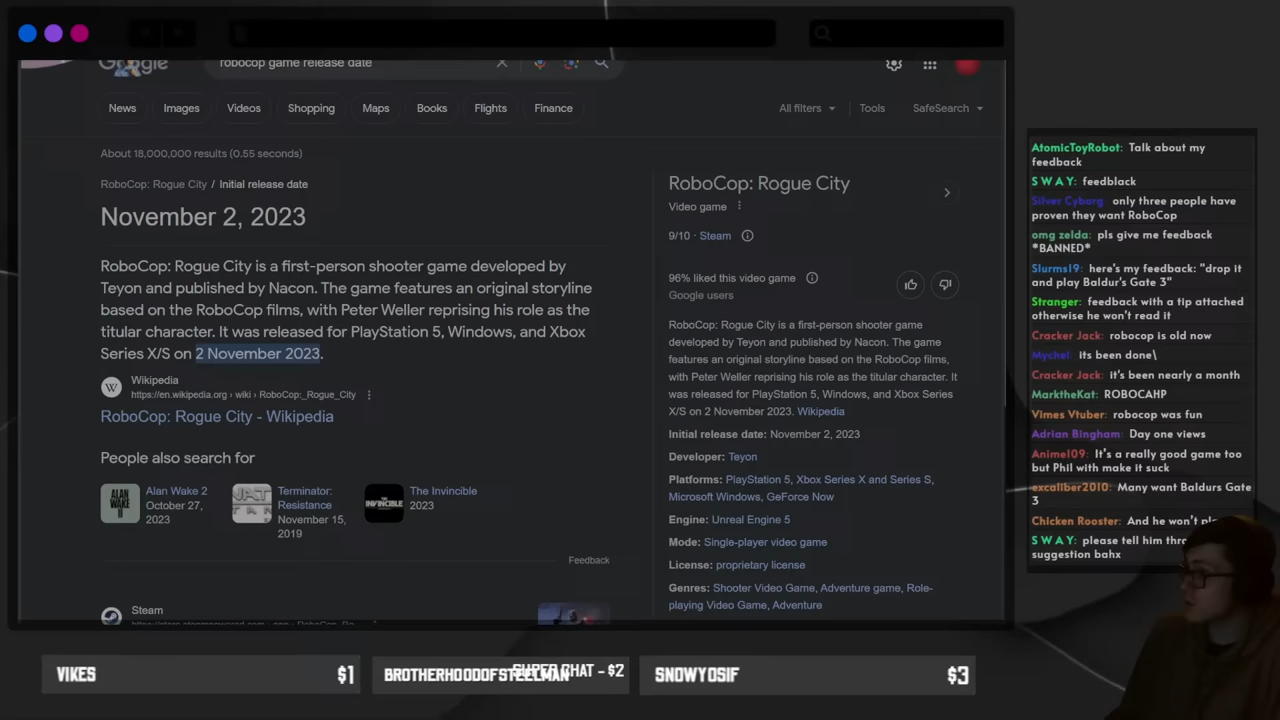 Google
robocop game release date
News
Images
Videos
Shopping
Maps
Books
Flights
Finance
All filters
Tools
SafeSearch
About 18,000,000 results (0.55 seconds)
RoboCop: Rogue City / Initial release date
November 2, 2023
RoboCop: Rogue City is a first-person shooter game developed by
Teyon and published by Nacon. The game features an original storyline
based on the RoboCop films, with Peter Weller reprising his role as the
titular character. It was released for PlayStation 5, Windows, and Xbox
Series X/S on 2 November 2023.
W
Wikipedia
https://en.wikipedia.org › wiki › RoboCop:_Rogue_City
RoboCop: Rogue City - Wikipedia
People also search for
Alan Wake 2
October 27,
2023
Terminator:
Resistance
November 15,
2019
The Invincible
2023
Feedback
Steam
RoboCop: Rogue City
Video game
9/10 · Steam
96% liked this video game
Google users
RoboCop: Rogue City is a first-person shooter game
developed by Teyon and published by Nacon. The game
features an original storyline based on the RoboCop films,
with Peter Weller reprising his role as the titular character. It
was released for PlayStation 5, Windows, and Xbox Series
X/S on 2 November 2023. Wikipedia
Initial release date: November 2, 2023
Developer: Teyon
Platforms: PlayStation 5, Xbox Series X and Series S,
Microsoft Windows, GeForce Now
Engine: Unreal Engine 5
Mode: Single-player video game
License: proprietary license
Genres: Shooter Video Game, Adventure game, Role-
playing Video Game, Adventure
AtomicToyRobot: Talk about my
feedback
S W A Y: feedblack
Silver Cyborg only three people have
proven they want RoboCop
omg zelda: pls give me feedback
*BANNED*
Slurms19: here's my feedback: "drop it
and play Baldur's Gate 3"
Stranger: feedback with a tip attached
otherwise he won't read it
Cracker Jack: robocop is old now
Mychel: its been done\
Cracker Jack: it's been nearly a month
MarktheKat: ROBOCAHP
Vimes Vtuber: robocop was fun
Adrian Bingham: Day one views
Anime109: It's a really good game too
but Phil with make it suck
excaliber2010: Many want Baldurs Gate
3
Chicken Rooster: And he won't
S W A Y: please tell him
suggestion bahx
VIKES $1
BROTHERHOODOFSTEELMAN SUPER CHAT - $2
SNOWYOSIF $3